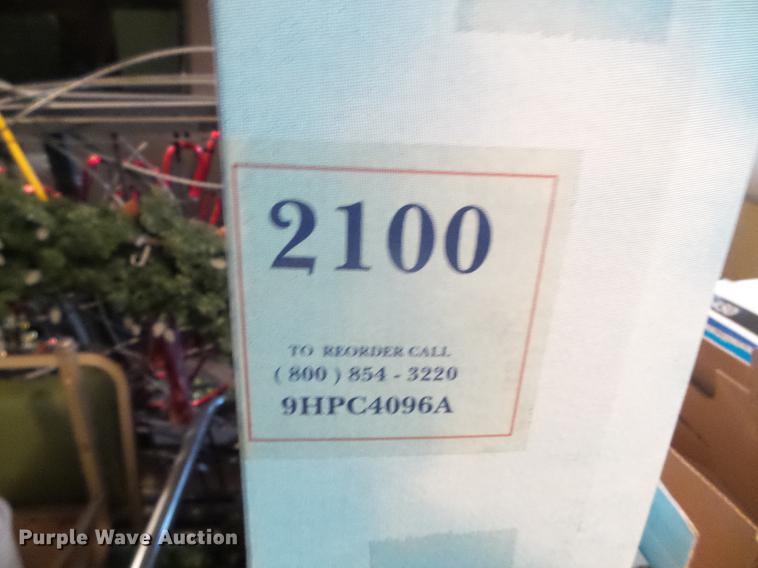 2100
TO REORDER CALL
( 800 ) 854 - 3220
9HPC4096A
Purple Wave Auction